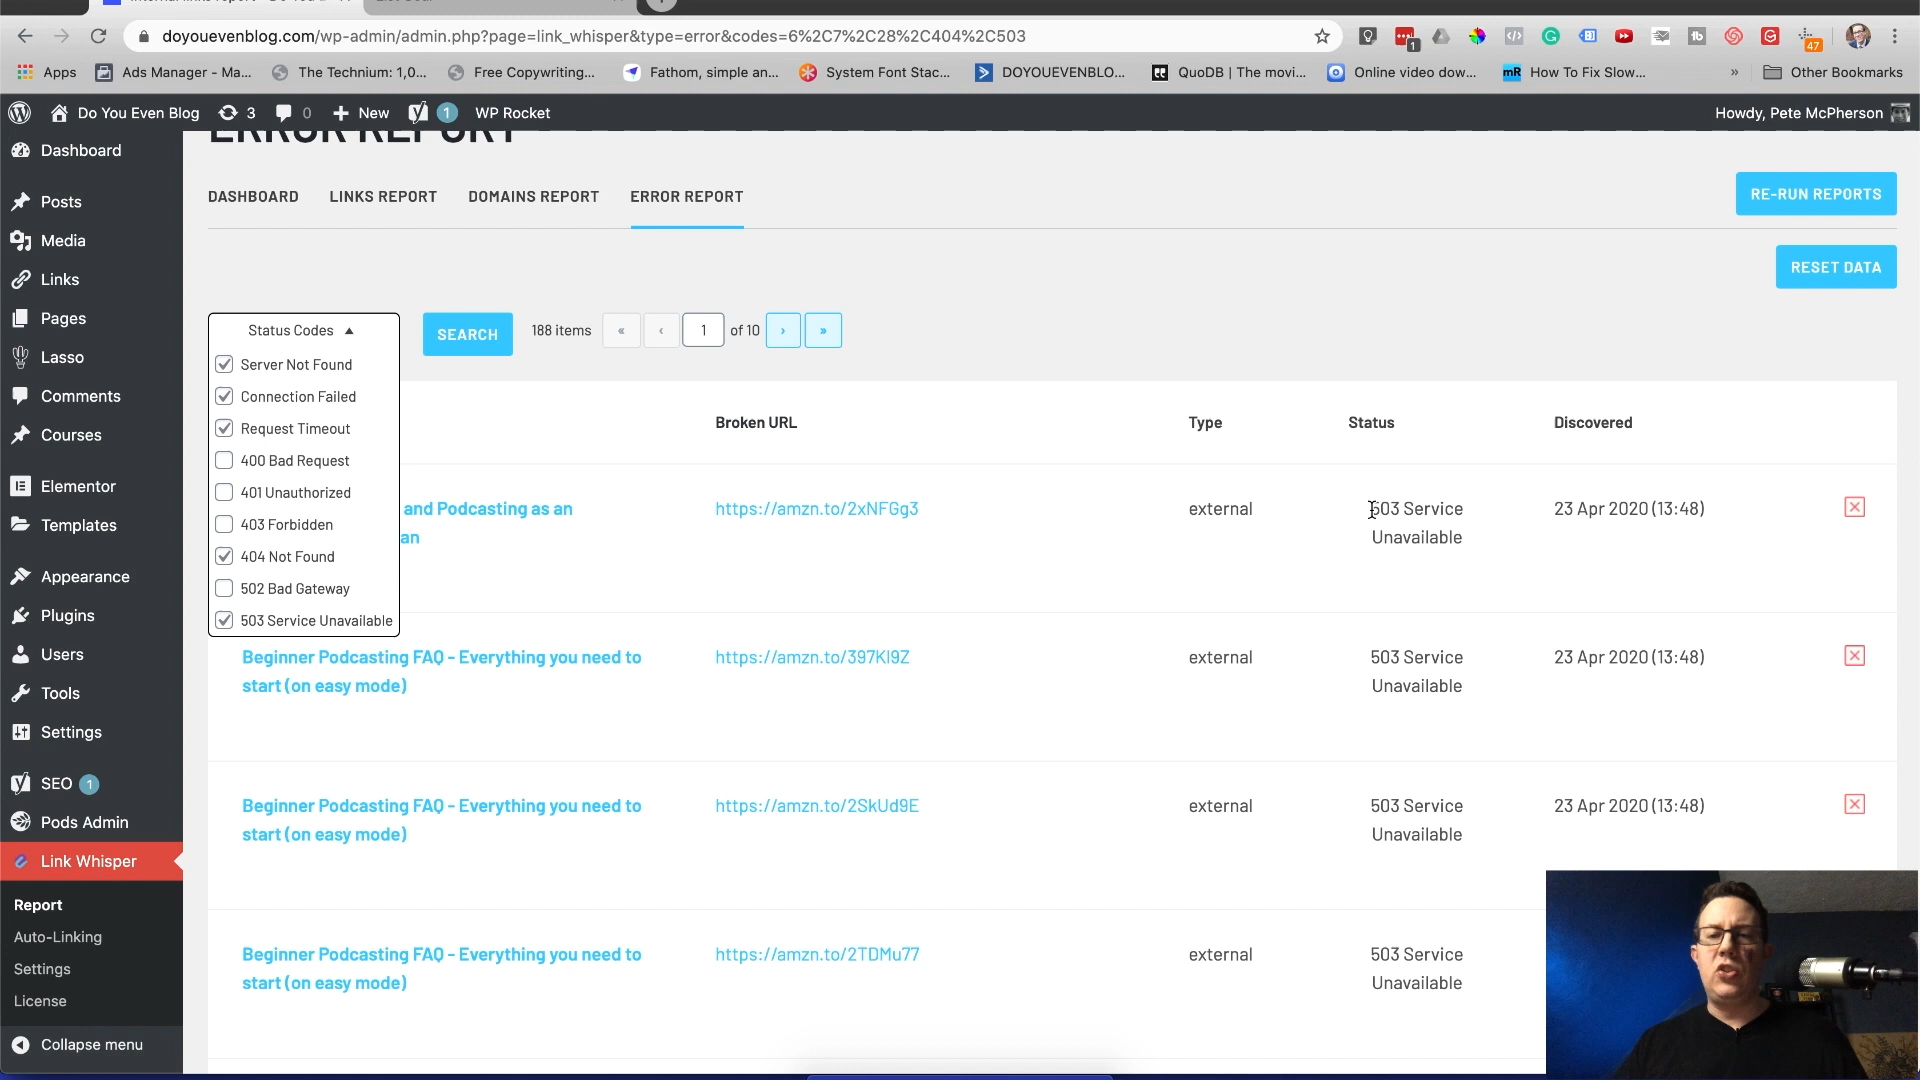 doyouevenblog.com/wp-admin/admin.php?page=link_whisper&type=error&codes=6%2C7%2C28%2C404%2C503
1
47
Apps
Ads Manager - Ma...
The Technium: 1,0...
Free Copywriting...
Fathom, simple an...
System Font Stac...
DOYOUEVENBLO...
QuoDB | The movi...
Online video dow...
mR
How To Fix Slow...
»
Other Bookmarks
Do You Even Blog
3
0
New
1
WP Rocket
Howdy, Pete McPherson
Dashboard
Posts
Media
Links
Pages
Lasso
Comments
Courses
Elementor
Templates
Appearance
Plugins
Users
Tools
Settings
SEO 1
Pods Admin
Link Whisper
Report
Auto-Linking
Settings
License
Collapse menu
ERROR REPORT
DASHBOARD
LINKS REPORT
DOMAINS REPORT
ERROR REPORT
RE-RUN REPORTS
RESET DATA
Status Codes ▲
Server Not Found
Connection Failed
Request Timeout
400 Bad Request
401 Unauthorized
403 Forbidden
404 Not Found
502 Bad Gateway
503 Service Unavailable
SEARCH
188 items
«
‹
1
of 10
›
»
Broken URL
Type
Status
Discovered
and Podcasting as an
an
https://amzn.to/2xNFGg3
external
503 Service
Unavailable
23 Apr 2020 (13:48)
Beginner Podcasting FAQ - Everything you need to
start (on easy mode)
https://amzn.to/397Kl9Z
external
503 Service
Unavailable
23 Apr 2020 (13:48)
Beginner Podcasting FAQ - Everything you need to
start (on easy mode)
https://amzn.to/2SkUd9E
external
503 Service
Unavailable
23 Apr 2020 (13:48)
Beginner Podcasting FAQ - Everything you need to
start (on easy mode)
https://amzn.to/2TDMu77
external
503 Service
Unavailable